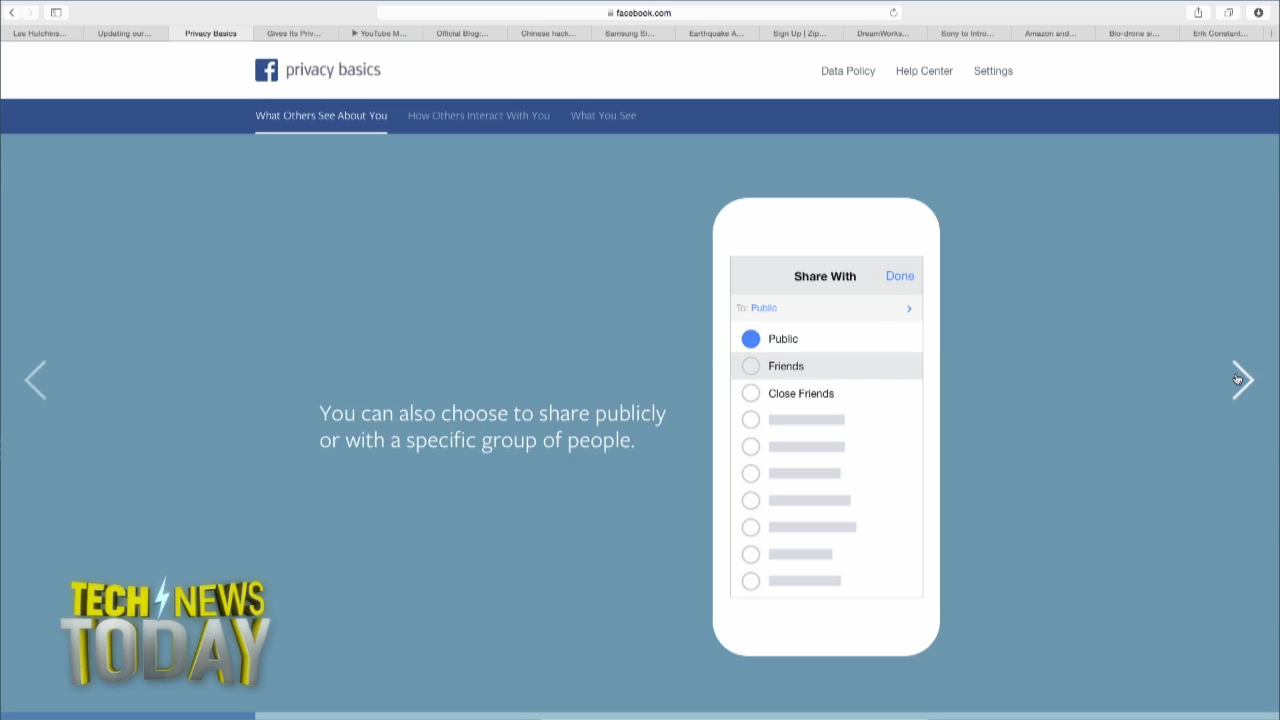 facebook.com
Lee Hutchins...
Updating our...
Privacy Basics
Gives Its Priv...
▶ YouTube M...
Official Blog:...
Chinese hack...
Samsung Si...
Earthquake A...
Sign Up | Zip...
DreamWorks...
Sony to Intro...
Amazon and...
Bio-drone si...
Erik Constant...
f privacy basics
Data Policy
Help Center
Settings
What Others See About You
How Others Interact With You
What You See
Share With
Done
To: Public
Public
Friends
Close Friends
You can also choose to share publicly
or with a specific group of people.
TECH NEWS
TODAY